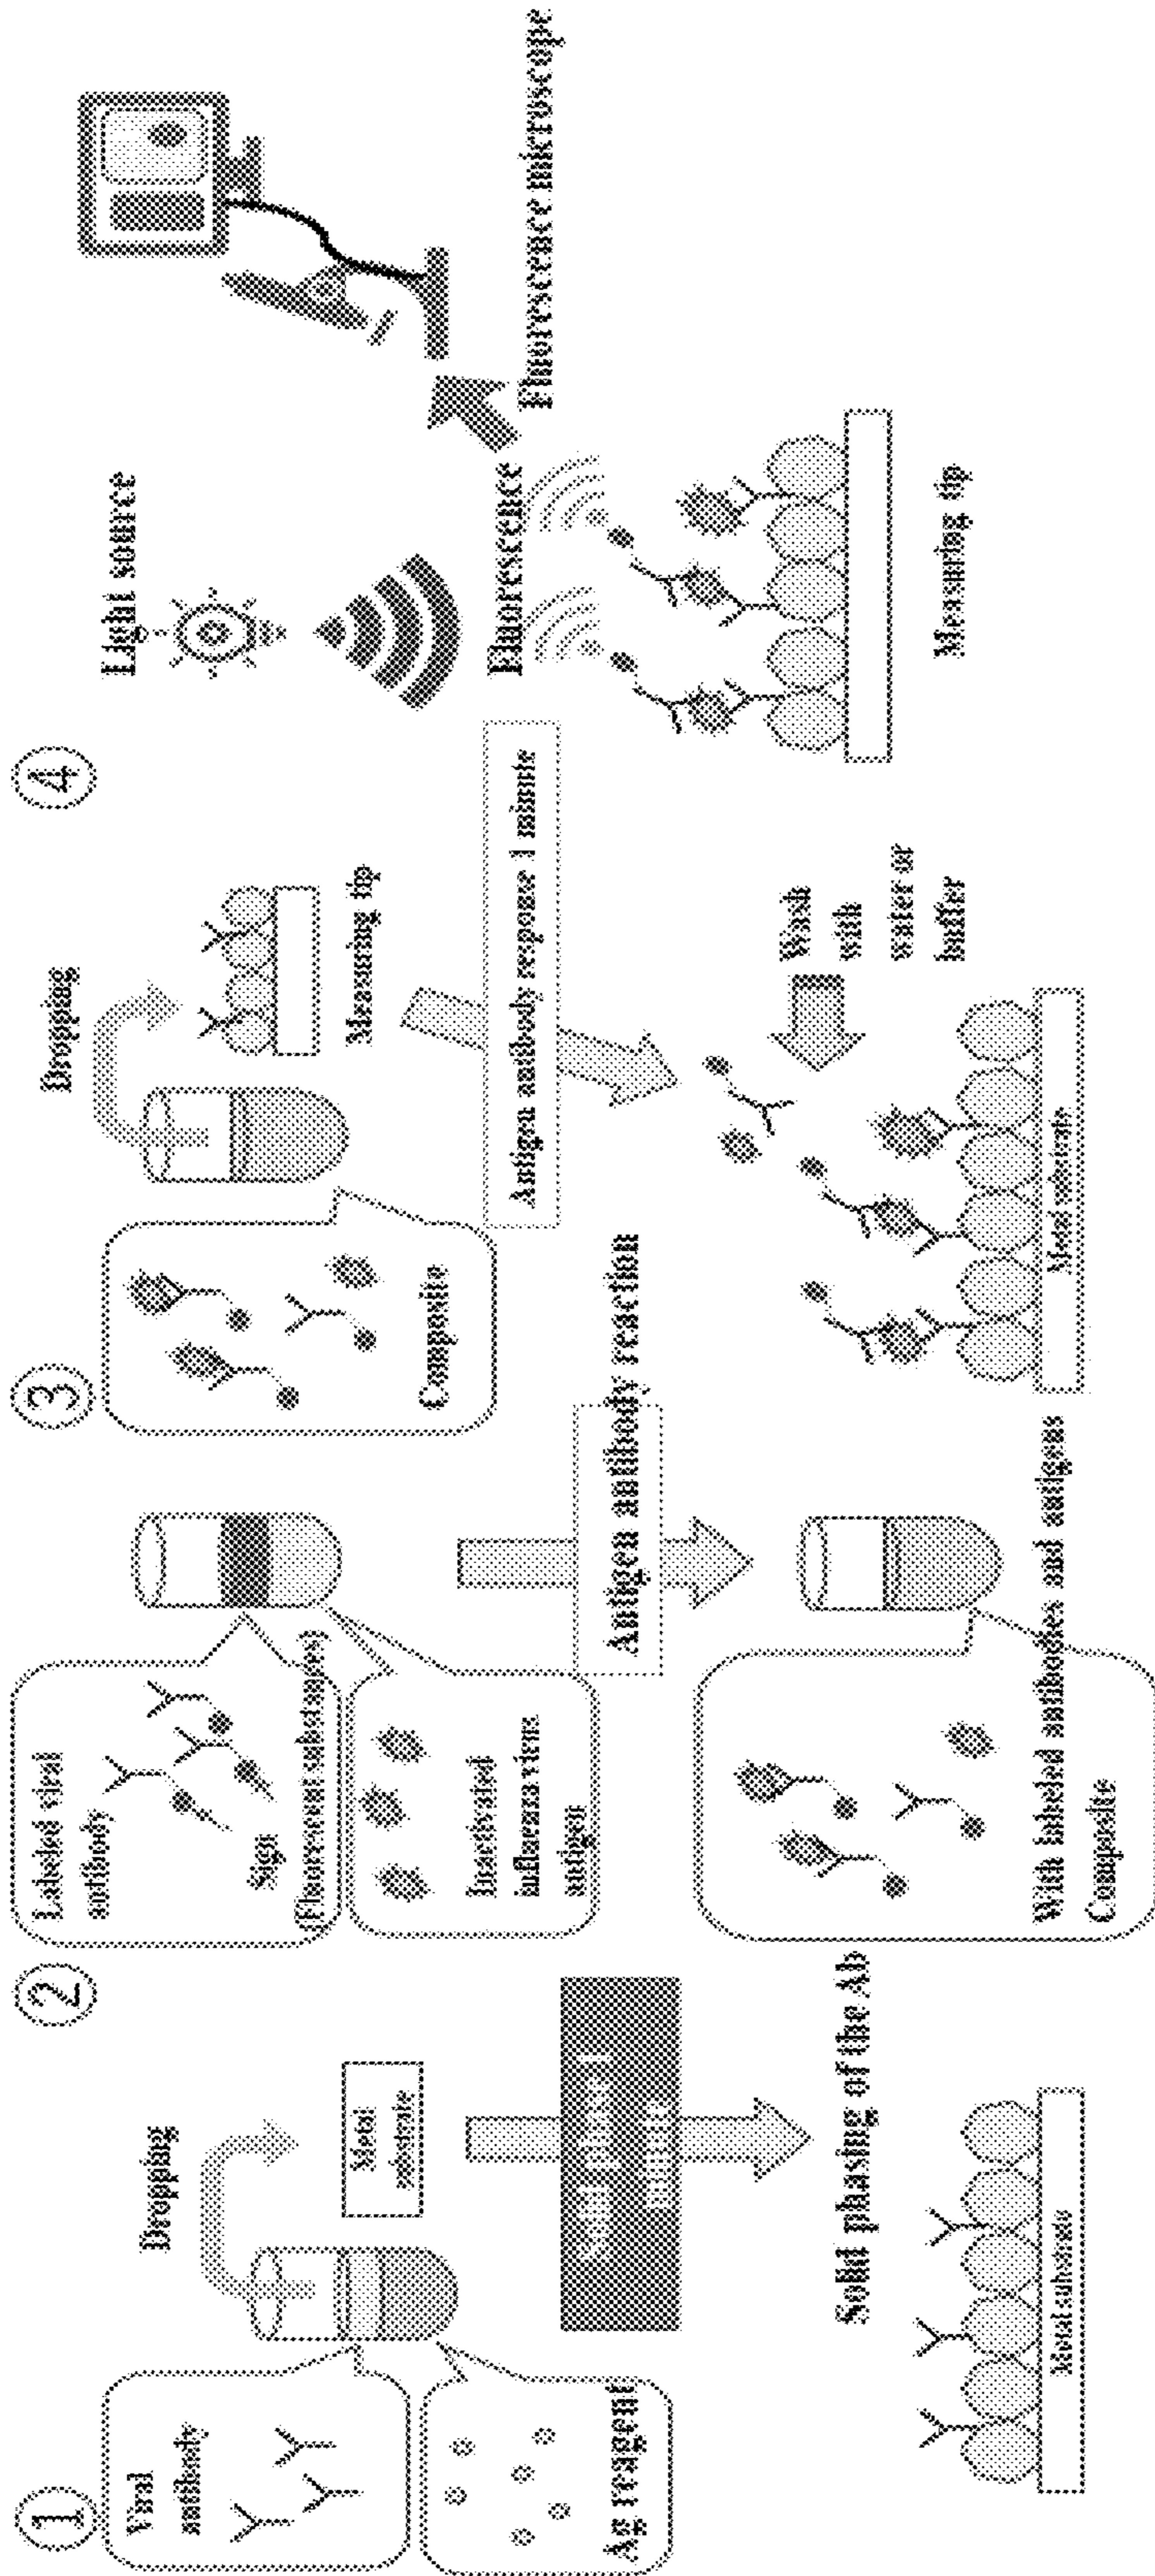 ①
Viral
antibody
Ag reagent
Dropping
Metal
substrate
Solid phasing of the Ab
Metal substrate
②
Labeled viral
antibody
Sign
(Fluorescent substances)
Inactivated
influenza virus
antigen
Antigen antibody reaction
With labeled antibodies and antigens
Composite
③
Composite
Dropping
Measuring tip
Antigen antibody response 1 minute
Wash
with
water or
buffer
Metal substrate
④
Light source
Fluorescence
Fluorescence microscope
Measuring tip